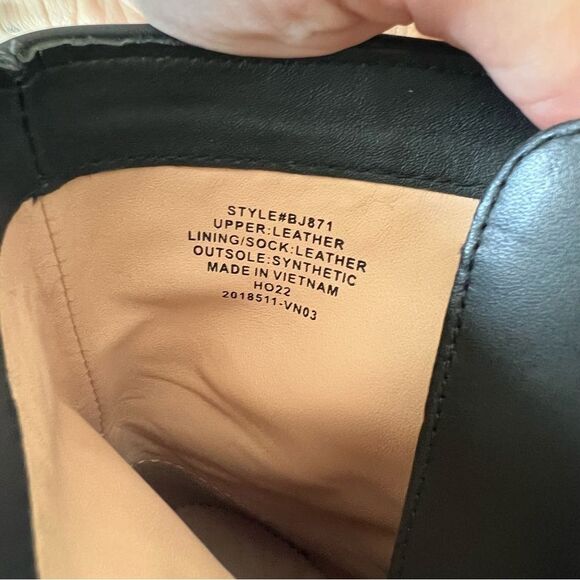 STYLE#BJ871
UPPER:LEATHER
LINING/SOCK:LEATHER
OUTSOLE:SYNTHETIC
MADE IN VIETNAM
HO22
2018511-VN03